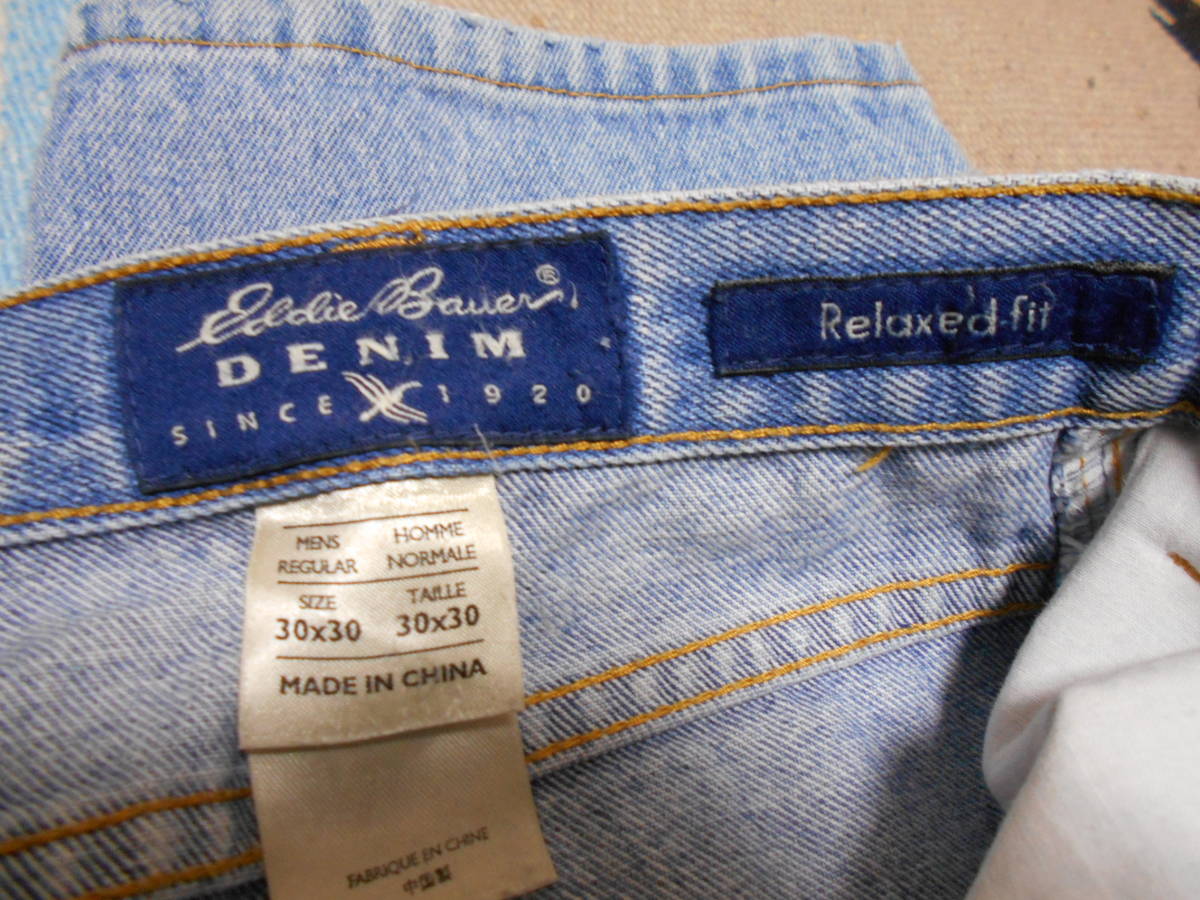 Eddie Bauer®
DENIM
SINCE 1920
Relaxed fit
MENS HOMME
REGULAR NORMALE
SIZE TAILLE
30x30 30x30
MADE IN CHINA
FABRIQUE EN CHINE
中国製